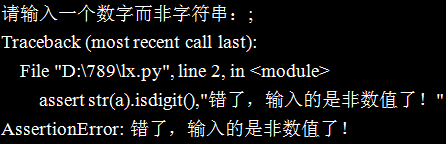 请输入一个数字而非字符串：;
Traceback (most recent call last):
File "D:\789\lx.py", line 2, in <module>
assert str(a).isdigit(),"错了，输入的是非数值了！"
AssertionError: 错了，输入的是非数值了！